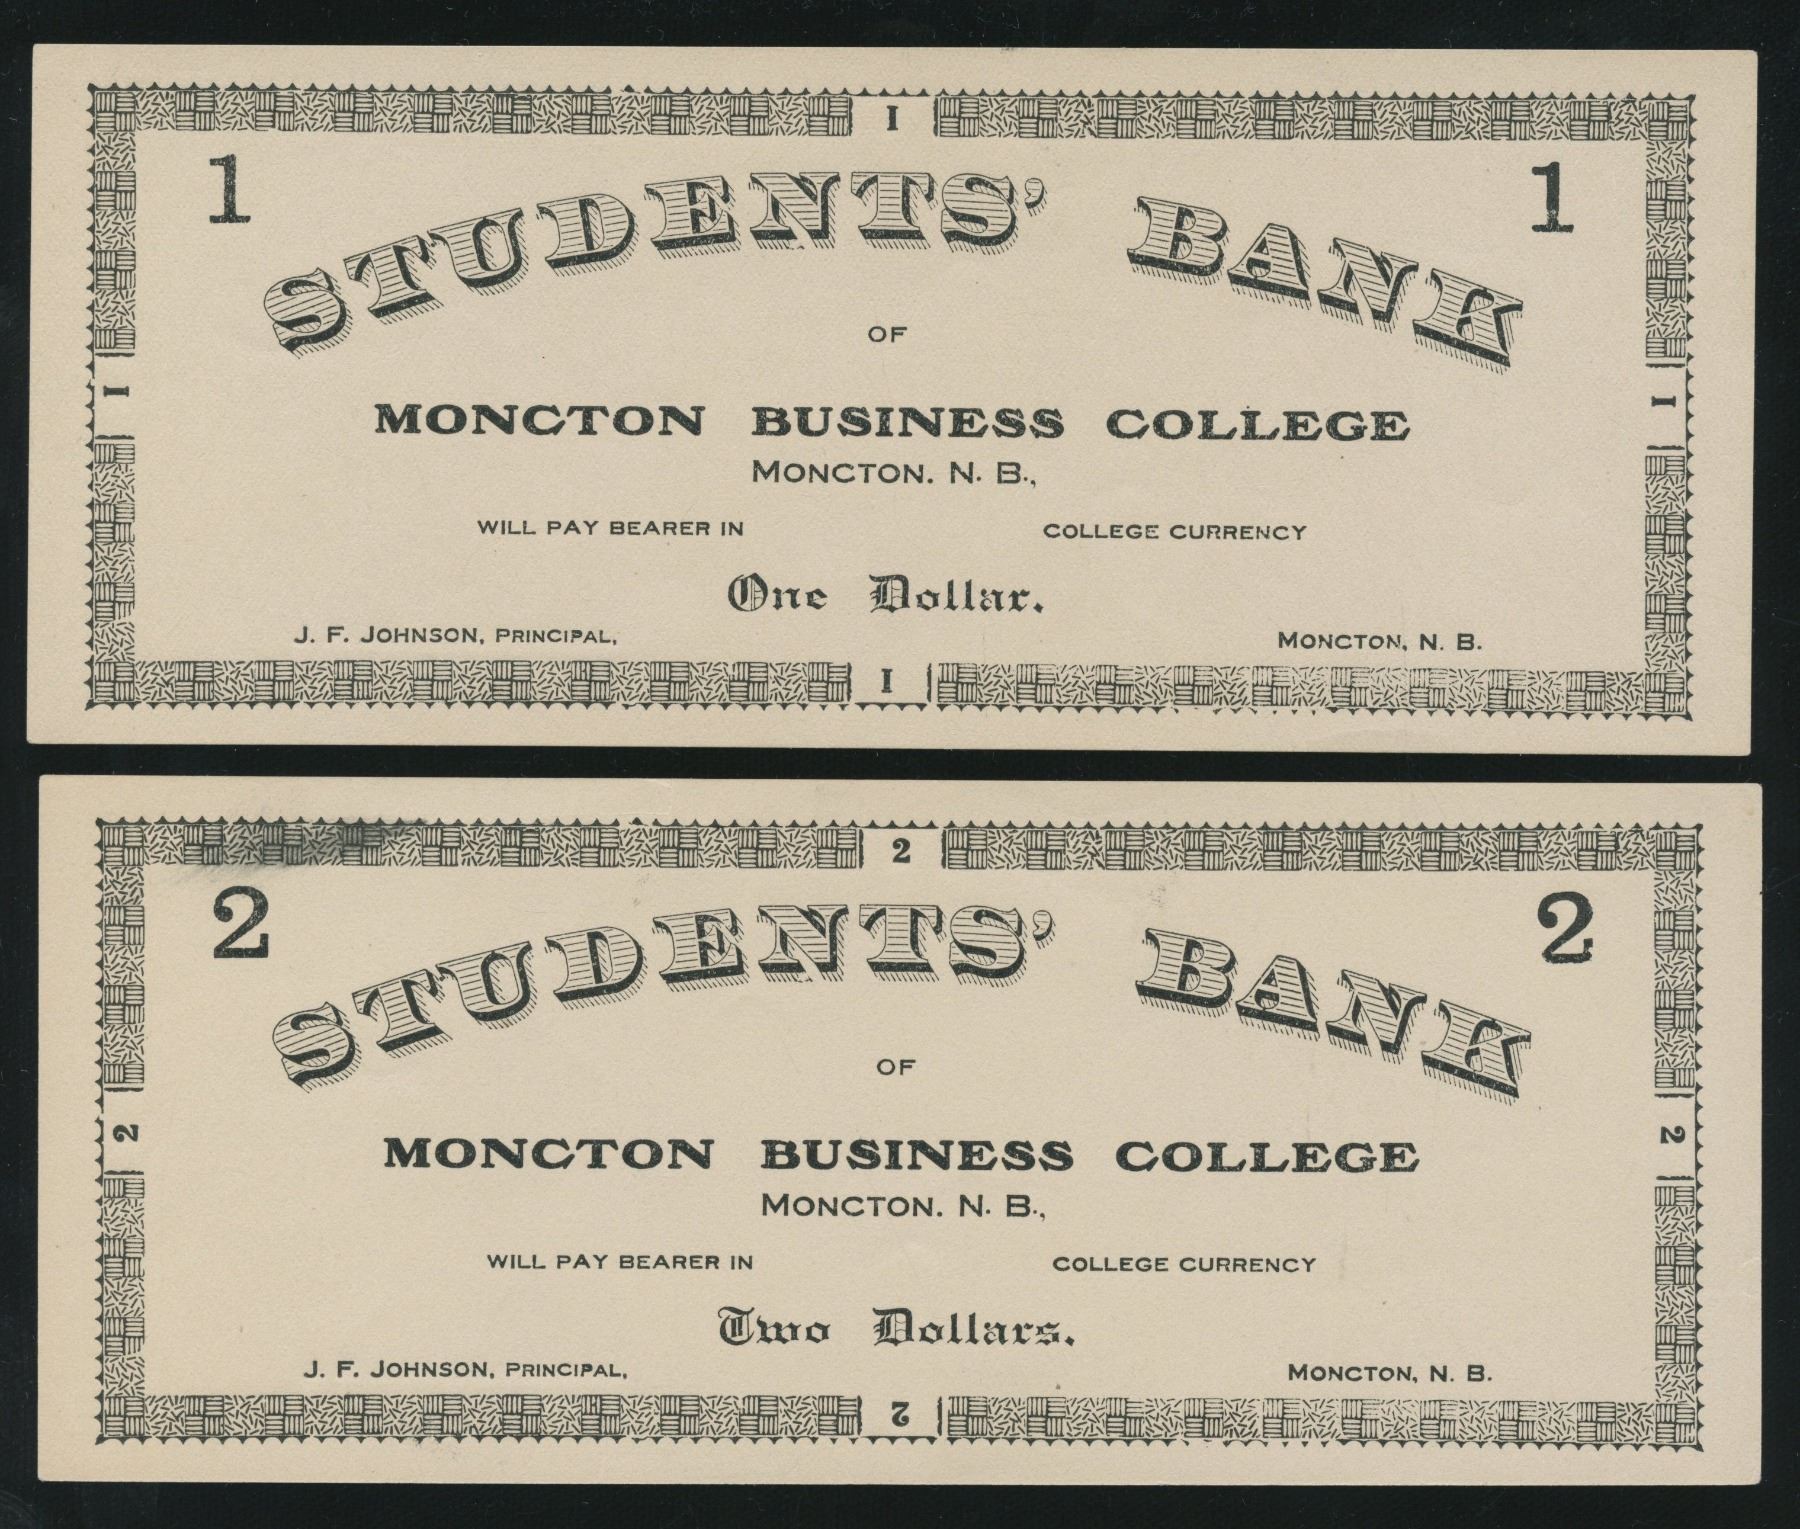 I
1 1
STUDENTS' BANK
OF
I I
MONCTON BUSINESS COLLEGE
MONCTON. N. B.,
WILL PAY BEARER IN COLLEGE CURRENCY
One Dollar.
J. F. JOHNSON, PRINCIPAL, MONCTON, N. B.
I
2
2 2
STUDENTS' BANK
OF
2 2
MONCTON BUSINESS COLLEGE
MONCTON. N. B.,
WILL PAY BEARER IN COLLEGE CURRENCY
Two Dollars.
J. F. JOHNSON, PRINCIPAL, MONCTON, N. B.
2